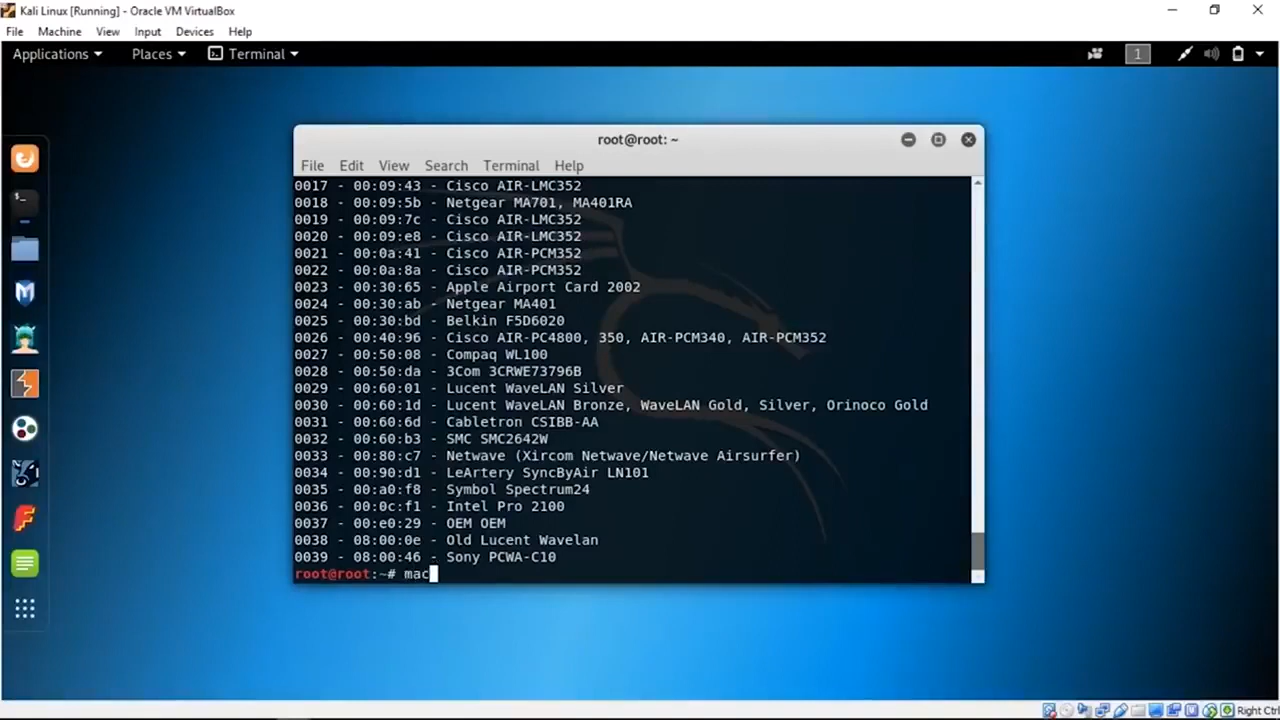 Kali Linux [Running] - Oracle VM VirtualBox
File Machine View Input Devices Help
Applications Places Terminal 1
root@root: ~
File Edit View Search Terminal Help
0017 - 00:09:43 - Cisco AIR-LMC352
0018 - 00:09:5b - Netgear MA701, MA401RA
0019 - 00:09:7c - Cisco AIR-LMC352
0020 - 00:09:e8 - Cisco AIR-LMC352
0021 - 00:0a:41 - Cisco AIR-PCM352
0022 - 00:0a:8a - Cisco AIR-PCM352
0023 - 00:30:65 - Apple Airport Card 2002
0024 - 00:30:ab - Netgear MA401
0025 - 00:30:bd - Belkin F5D6020
0026 - 00:40:96 - Cisco AIR-PC4800, 350, AIR-PCM340, AIR-PCM352
0027 - 00:50:08 - Compaq WL100
0028 - 00:50:da - 3Com 3CRWE73796B
0029 - 00:60:01 - Lucent WaveLAN Silver
0030 - 00:60:1d - Lucent WaveLAN Bronze, WaveLAN Gold, Silver, Orinoco Gold
0031 - 00:60:6d - Cabletron CSIBB-AA
0032 - 00:60:b3 - SMC SMC2642W
0033 - 00:80:c7 - Netwave (Xircom Netwave/Netwave Airsurfer)
0034 - 00:90:d1 - LeArtery SyncByAir LN101
0035 - 00:a0:f8 - Symbol Spectrum24
0036 - 00:0c:f1 - Intel Pro 2100
0037 - 00:e0:29 - OEM OEM
0038 - 08:00:0e - Old Lucent Wavelan
0039 - 08:00:46 - Sony PCWA-C10
root@root:~# mac
Right Ctrl